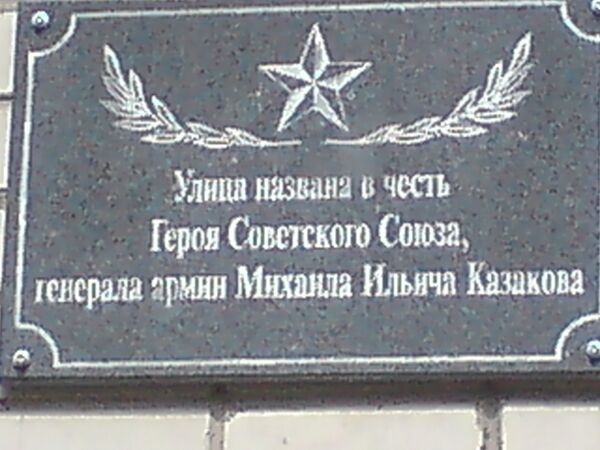 Улица названа в честь
Героя Советского Союза,
генерала армии Михаила Ильича Казакова